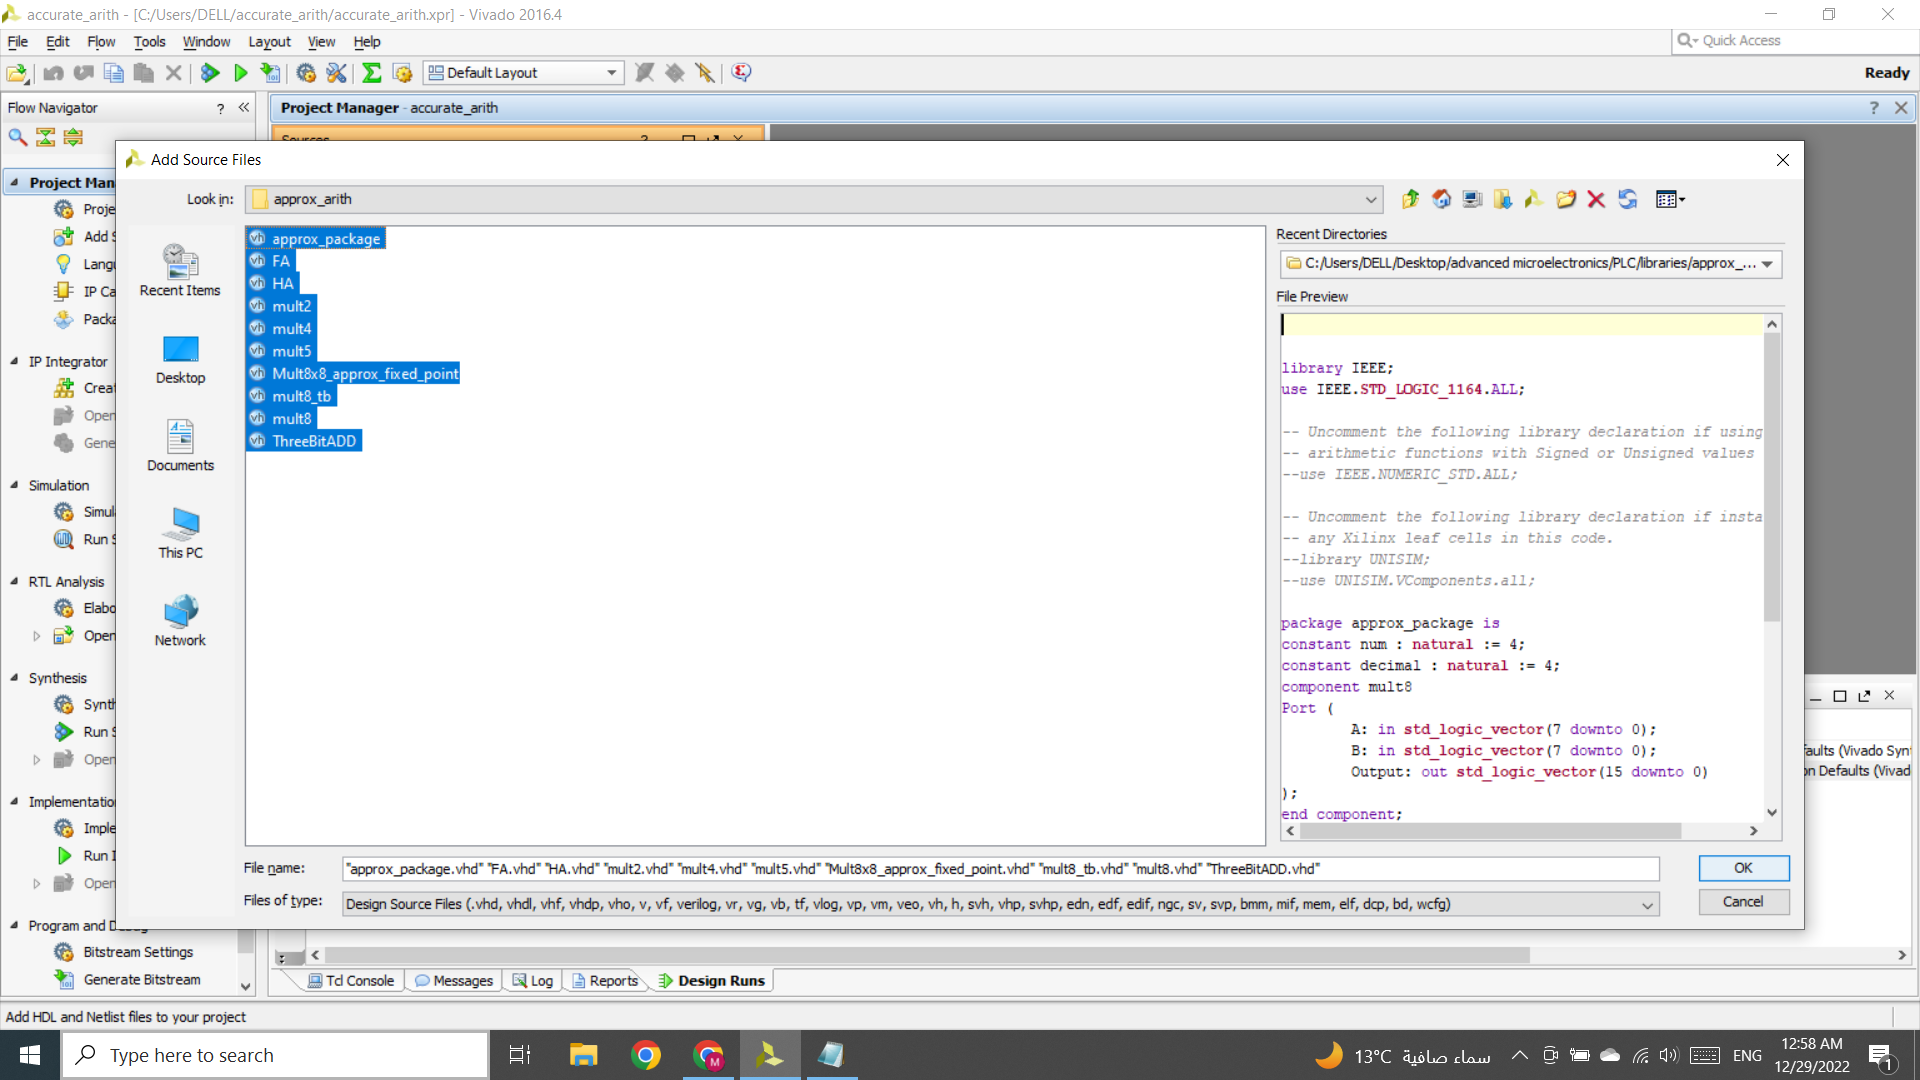 accurate_arith - [C:/Users/DELL/accurate_arith/accurate_arith.xpr] - Vivado 2016.4
File Edit Flow Tools Window Layout View Help
Quick Access
Default Layout
Ready
Flow Navigator
? «
Project Manager - accurate_arith
?
Sources
Project Man
Proje
Add S
Langu
IP Ca
Packa
IP Integrator
Creat
Open
Gene
Simulation
Simul
Run S
RTL Analysis
Elabo
Open
Synthesis
Synth
Run S
Open
Implementatio
Imple
Run I
Open
Program and D
Bitstream Settings
Generate Bitstream
Add Source Files
Look in:
approx_arith
Recent Items
Desktop
Documents
This PC
Network
approx_package
FA
HA
mult2
mult4
mult5
Mult8x8_approx_fixed_point
mult8_tb
mult8
ThreeBitADD
Recent Directories
C:/Users/DELL/Desktop/advanced microelectronics/PLC/libraries/approx_...
File Preview
library IEEE;
use IEEE.STD_LOGIC_1164.ALL;
-- Uncomment the following library declaration if using
-- arithmetic functions with Signed or Unsigned values
--use IEEE.NUMERIC_STD.ALL;
-- Uncomment the following library declaration if insta
-- any Xilinx leaf cells in this code.
--library UNISIM;
--use UNISIM.VComponents.all;
package approx_package is
constant num : natural := 4;
constant decimal : natural := 4;
component mult8
Port (
A: in std_logic_vector(7 downto 0);
B: in std_logic_vector(7 downto 0);
Output: out std_logic_vector(15 downto 0)
);
end component;
File name:
"approx_package.vhd" "FA.vhd" "HA.vhd" "mult2.vhd" "mult4.vhd" "mult5.vhd" "Mult8x8_approx_fixed_point.vhd" "mult8_tb.vhd" "mult8.vhd" "ThreeBitADD.vhd"
OK
Files of type:
Design Source Files (.vhd, vhdl, vhf, vhdp, vho, v, vf, verilog, vr, vg, vb, tf, vlog, vp, vm, veo, vh, h, svh, vhp, svhp, edn, edf, edif, ngc, sv, svp, bmm, mif, mem, elf, dcp, bd, wcfg)
Cancel
faults (Vivado Syn
on Defaults (Vivad
Tcl Console
Messages
Log
Reports
Design Runs
Add HDL and Netlist files to your project
Type here to search
13°C سماء صافية
ENG
12:58 AM
12/29/2022
1